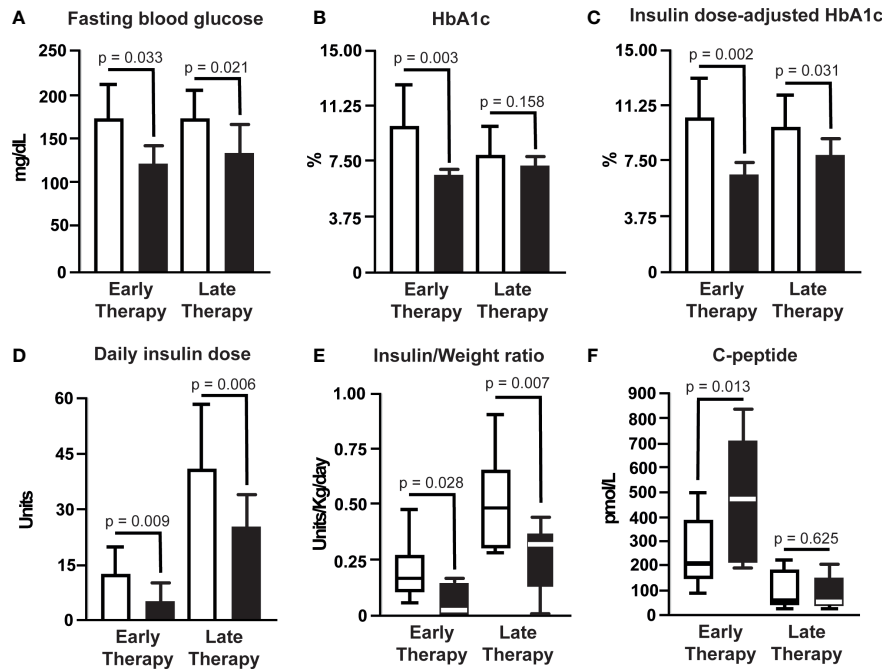 A
Fasting blood glucose
mg/dL
250
200
150
100
50
0
p = 0.033
p = 0.021
Early
Therapy
Late
Therapy
B
HbA1c
%
15.00
11.25
7.50
3.75
0
p = 0.003
p = 0.158
Early
Therapy
Late
Therapy
C
Insulin dose-adjusted HbA1c
%
15.00
11.25
7.50
3.75
0
p = 0.002
p = 0.031
Early
Therapy
Late
Therapy
D
Daily insulin dose
Units
60
45
30
15
0
p = 0.009
p = 0.006
Early
Therapy
Late
Therapy
E
Insulin/Weight ratio
Units/Kg/day
1.00
0.75
0.50
0.25
0
p = 0.028
p = 0.007
Early
Therapy
Late
Therapy
F
C-peptide
pmol/L
900
800
700
600
500
400
300
200
100
0
p = 0.013
p = 0.625
Early
Therapy
Late
Therapy